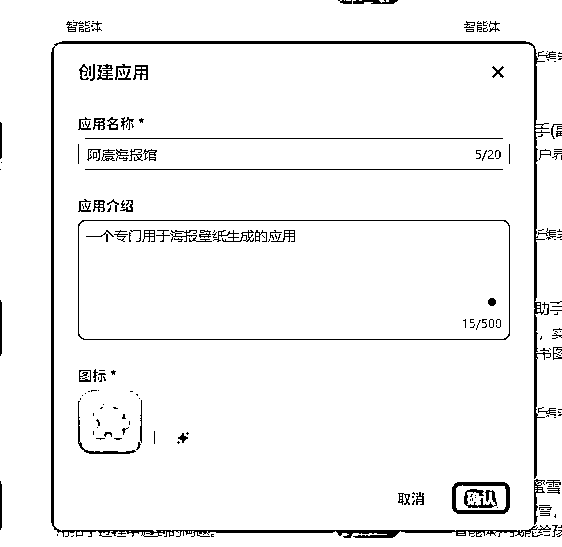 智能体
智能体
创建应用
应用名称 *
阿震海报馆
5/20
应用介绍
一个专门用于海报壁纸生成的应用
15/500
图标 *
取消
确认